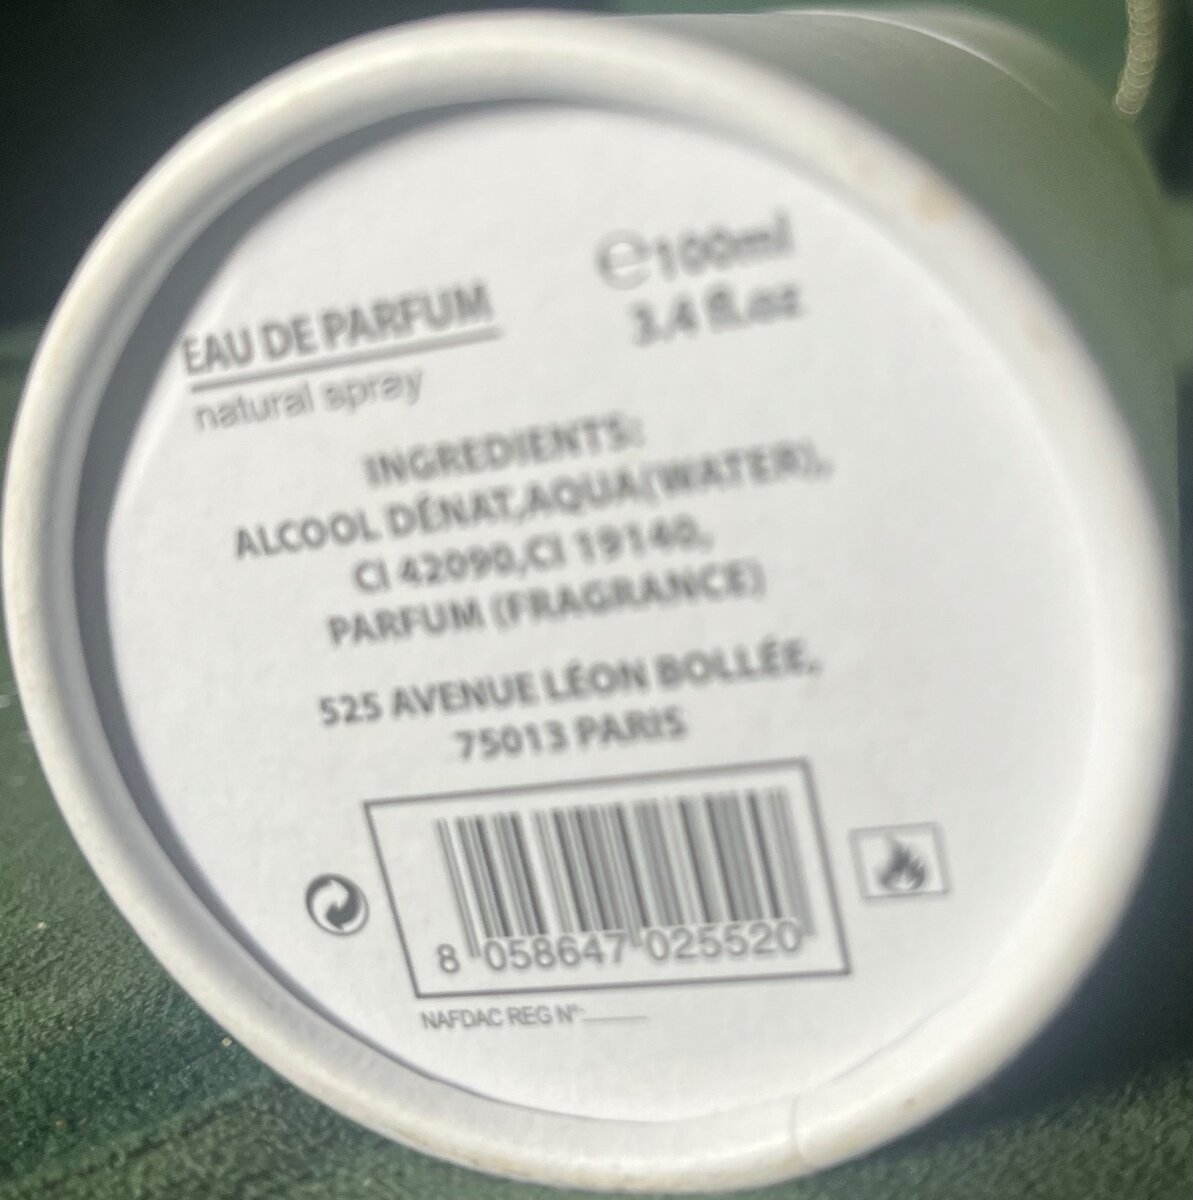 EAU DE PARFUM
natural spray
℮100ml
3.4 fl.oz
INGREDIENTS:
ALCOOL DÉNAT,AQUA(WATER),
CI 42090,CI 19140,
PARFUM (FRAGRANCE)
525 AVENUE LÉON BOLLÉE,
75013 PARIS
8 058647 025520
NAFDAC REG Nº: